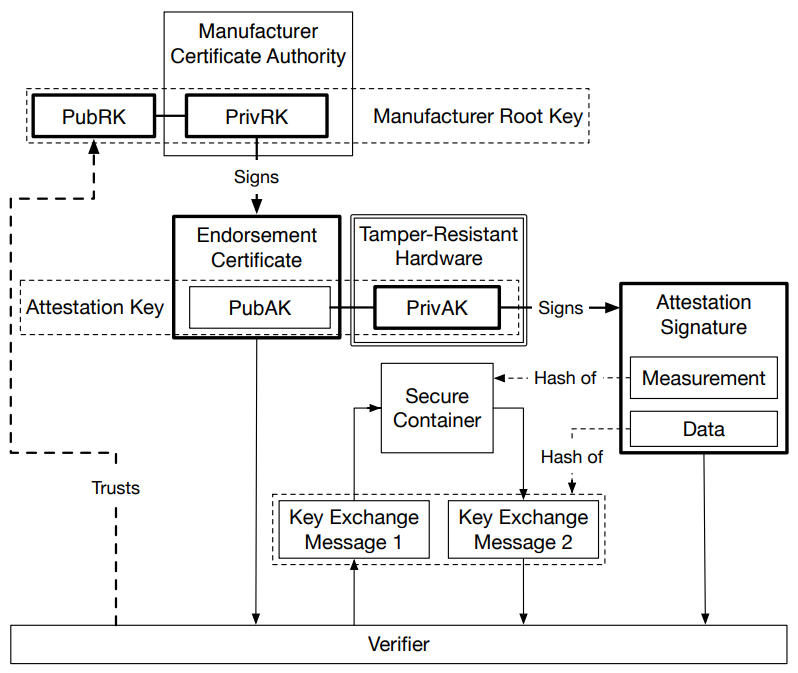 Manufacturer
Certificate Authority
PubRK
PrivRK
Manufacturer Root Key
Signs
Endorsement
Certificate
Tamper-Resistant
Hardware
Attestation Key
PubAK
PrivAK
Signs
Attestation
Signature
Measurement
Data
Hash of
Secure
Container
Hash of
Trusts
Key Exchange
Message 1
Key Exchange
Message 2
Verifier